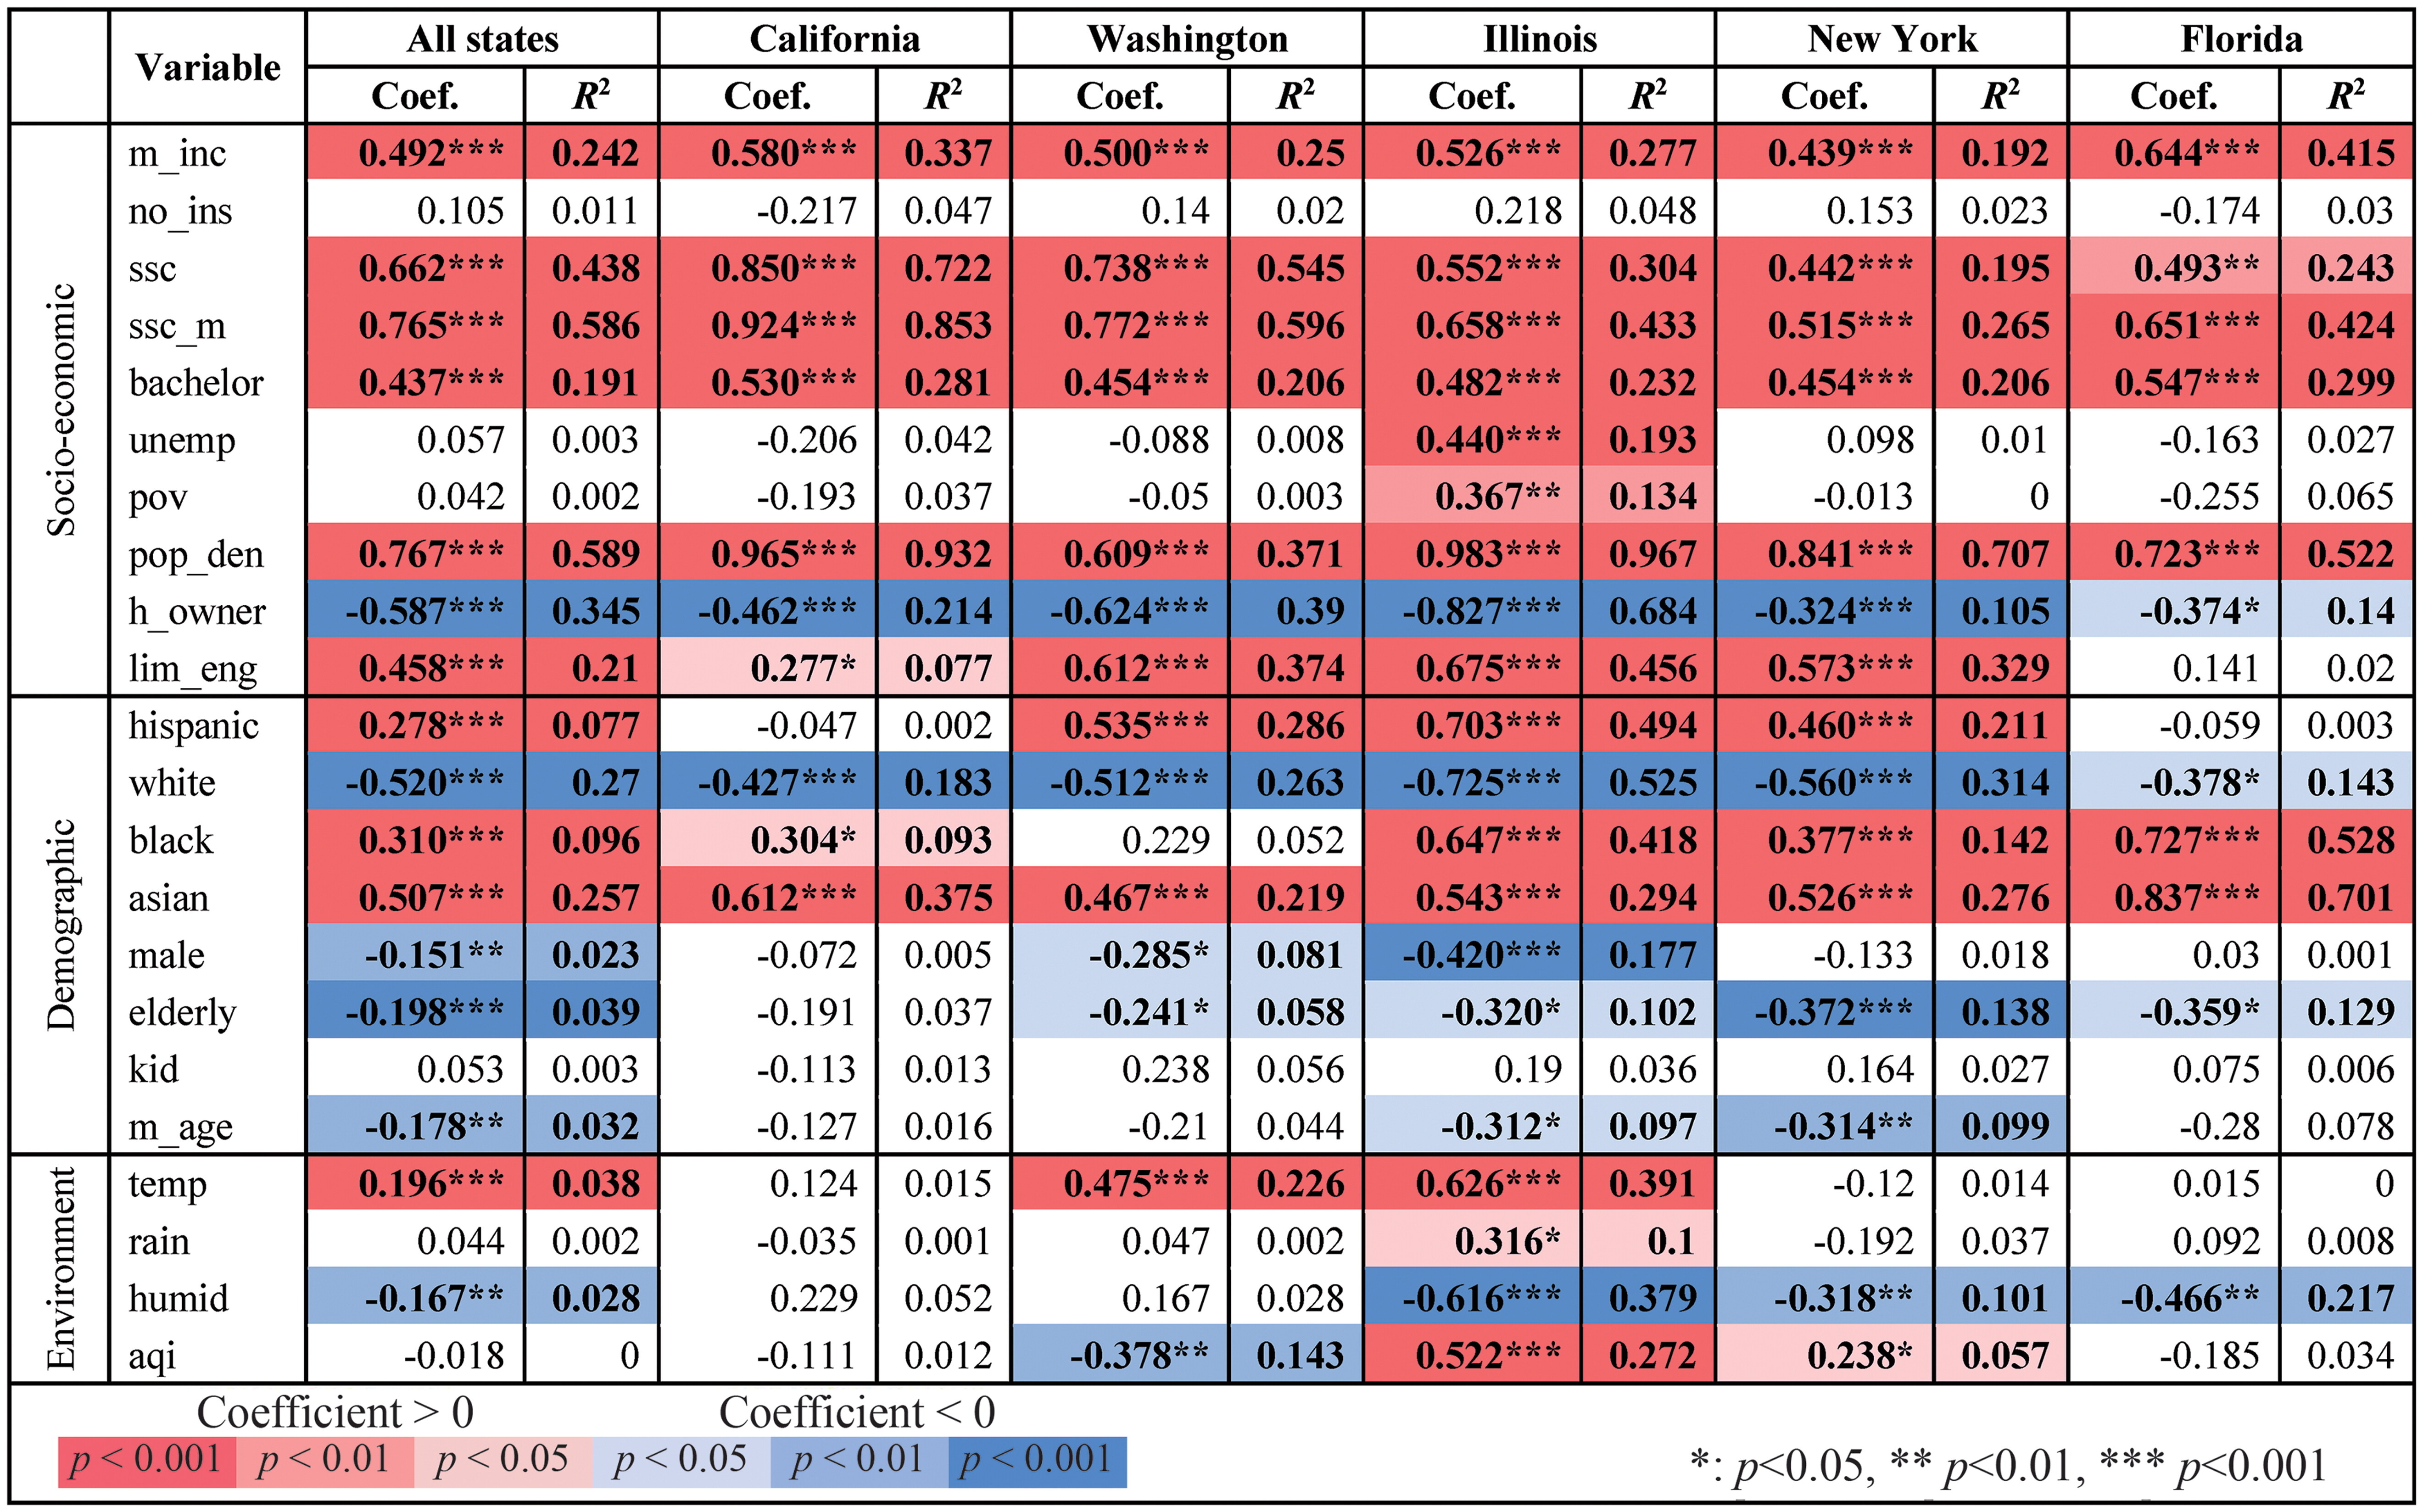 Variable All states California Washington Illinois New York Florida
Coef. R² Coef. R² Coef. R² Coef. R² Coef. R² Coef. R²
Socio-economic
m_inc 0.492*** 0.242 0.580*** 0.337 0.500*** 0.25 0.526*** 0.277 0.439*** 0.192 0.644*** 0.415
no_ins 0.105 0.011 -0.217 0.047 0.14 0.02 0.218 0.048 0.153 0.023 -0.174 0.03
ssc 0.662*** 0.438 0.850*** 0.722 0.738*** 0.545 0.552*** 0.304 0.442*** 0.195 0.493** 0.243
ssc_m 0.765*** 0.586 0.924*** 0.853 0.772*** 0.596 0.658*** 0.433 0.515*** 0.265 0.651*** 0.424
bachelor 0.437*** 0.191 0.530*** 0.281 0.454*** 0.206 0.482*** 0.232 0.454*** 0.206 0.547*** 0.299
unemp 0.057 0.003 -0.206 0.042 -0.088 0.008 0.440*** 0.193 0.098 0.01 -0.163 0.027
pov 0.042 0.002 -0.193 0.037 -0.05 0.003 0.367** 0.134 -0.013 0 -0.255 0.065
pop_den 0.767*** 0.589 0.965*** 0.932 0.609*** 0.371 0.983*** 0.967 0.841*** 0.707 0.723*** 0.522
h_owner -0.587*** 0.345 -0.462*** 0.214 -0.624*** 0.39 -0.827*** 0.684 -0.324*** 0.105 -0.374* 0.14
lim_eng 0.458*** 0.21 0.277* 0.077 0.612*** 0.374 0.675*** 0.456 0.573*** 0.329 0.141 0.02
Demographic
hispanic 0.278*** 0.077 -0.047 0.002 0.535*** 0.286 0.703*** 0.494 0.460*** 0.211 -0.059 0.003
white -0.520*** 0.27 -0.427*** 0.183 -0.512*** 0.263 -0.725*** 0.525 -0.560*** 0.314 -0.378* 0.143
black 0.310*** 0.096 0.304* 0.093 0.229 0.052 0.647*** 0.418 0.377*** 0.142 0.727*** 0.528
asian 0.507*** 0.257 0.612*** 0.375 0.467*** 0.219 0.543*** 0.294 0.526*** 0.276 0.837*** 0.701
male -0.151** 0.023 -0.072 0.005 -0.285* 0.081 -0.420*** 0.177 -0.133 0.018 0.03 0.001
elderly -0.198*** 0.039 -0.191 0.037 -0.241* 0.058 -0.320* 0.102 -0.372*** 0.138 -0.359* 0.129
kid 0.053 0.003 -0.113 0.013 0.238 0.056 0.19 0.036 0.164 0.027 0.075 0.006
m_age -0.178** 0.032 -0.127 0.016 -0.21 0.044 -0.312* 0.097 -0.314** 0.099 -0.28 0.078
Environment
temp 0.196*** 0.038 0.124 0.015 0.475*** 0.226 0.626*** 0.391 -0.12 0.014 0.015 0
rain 0.044 0.002 -0.035 0.001 0.047 0.002 0.316* 0.1 -0.192 0.037 0.092 0.008
humid -0.167** 0.028 0.229 0.052 0.167 0.028 -0.616*** 0.379 -0.318** 0.101 -0.466** 0.217
aqi -0.018 0 -0.111 0.012 -0.378** 0.143 0.522*** 0.272 0.238* 0.057 -0.185 0.034
Coefficient > 0 Coefficient < 0
p < 0.001 p < 0.01 p < 0.05 p < 0.05 p < 0.01 p < 0.001
*: p<0.05, ** p<0.01, *** p<0.001